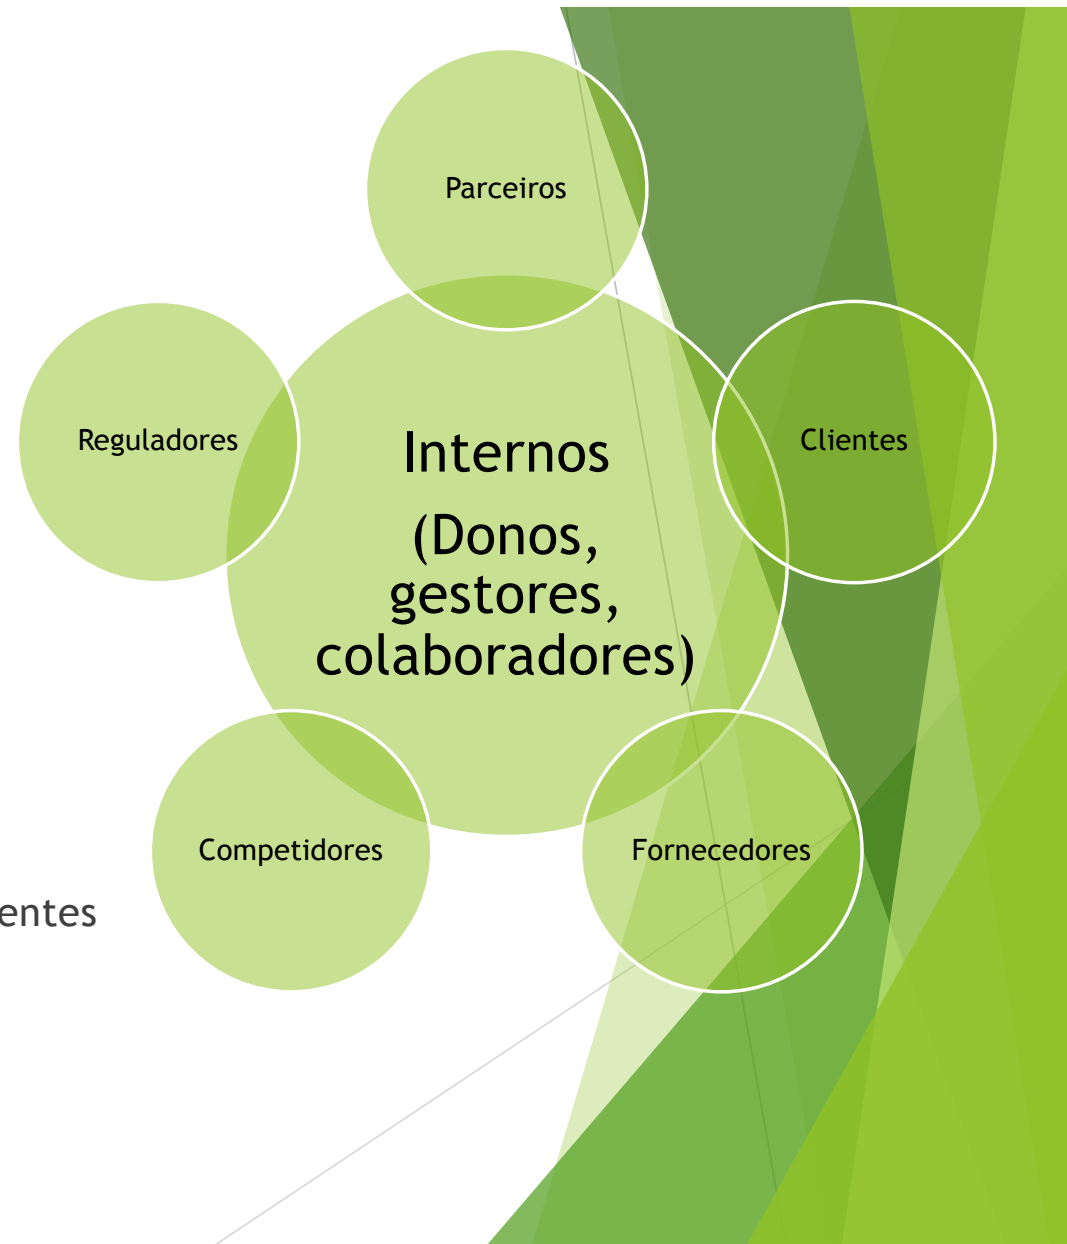 Parceiros
Reguladores
Clientes
Internos
(Donos,
gestores,
colaboradores)
Competidores
Fornecedores
entes